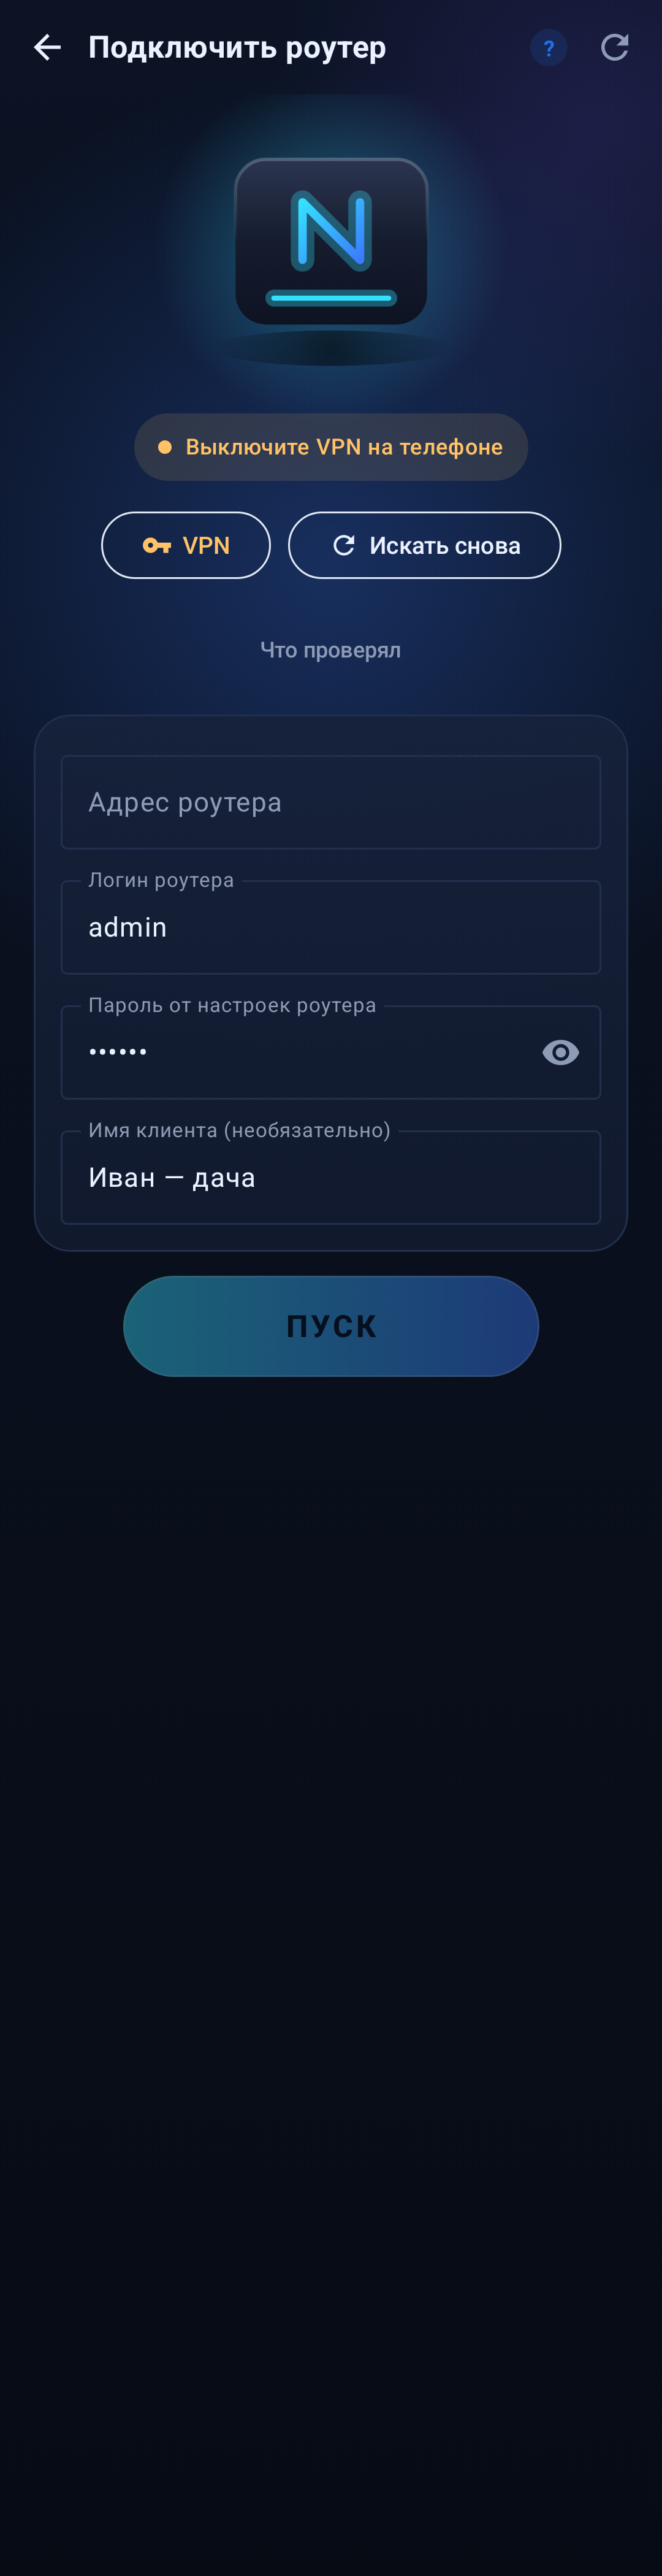 Подключить роутер
?
N
Выключите VPN на телефоне
VPN
Искать снова
Что проверял
Адрес роутера
Логин роутера
admin
Пароль от настроек роутера
••••••
Имя клиента (необязательно)
Иван — дача
ПУСК